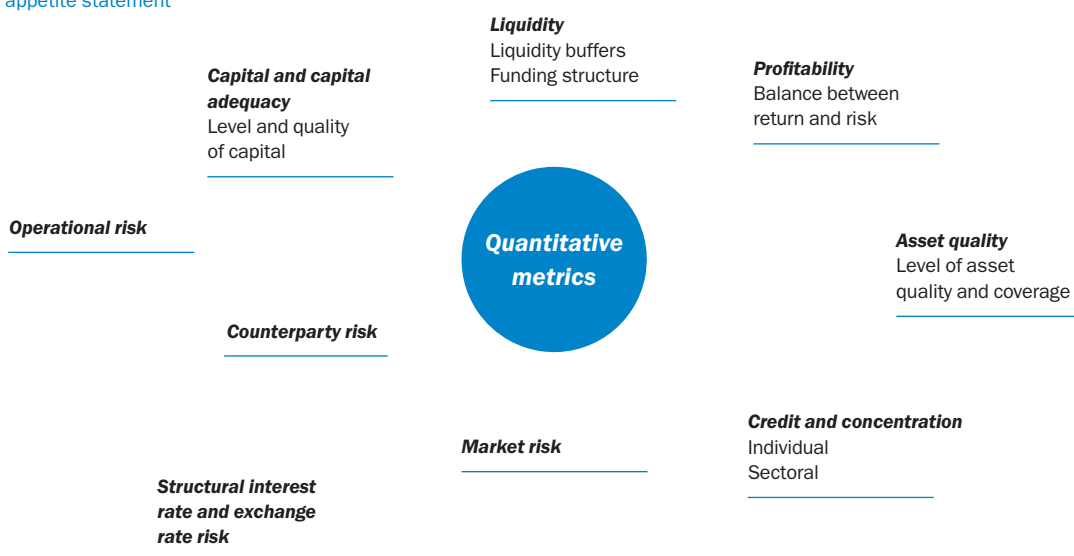 appetite statement
Liquidity
Liquidity buffers
Funding structure
Profitability
Balance between
return and risk
Capital and capital
adequacy
Level and quality
of capital
Operational risk
Quantitative
metrics
Asset quality
Level of asset
quality and coverage
Counterparty risk
Credit and concentration
Individual
Sectoral
Market risk
Structural interest
rate and exchange
rate risk